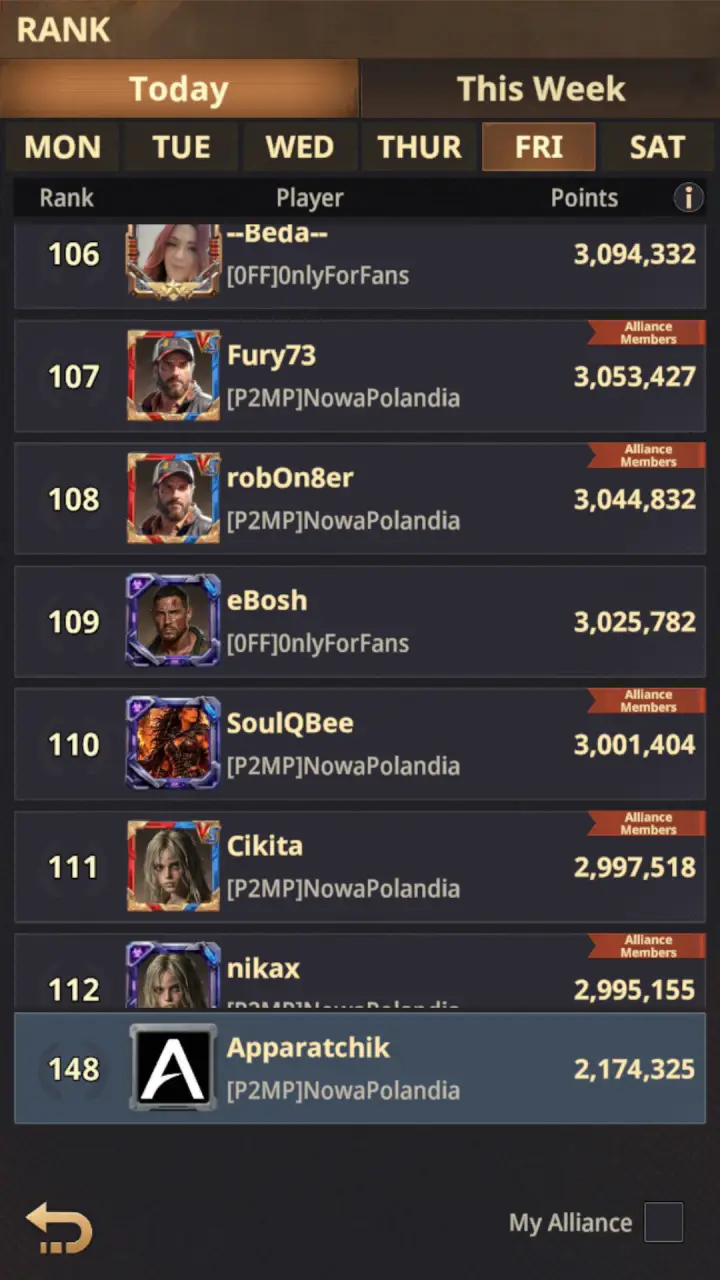 RANK
Today
This Week
MON TUE WED THUR FRI SAT
Rank Player Points i
106 --Beda-- 3,094,332
[0FF]0nlyForFans
Alliance Members
107 Fury73 3,053,427
[P2MP]NowaPolandia
Alliance Members
108 robOn8er 3,044,832
[P2MP]NowaPolandia
109 eBosh 3,025,782
[0FF]0nlyForFans
Alliance Members
110 SoulQBee 3,001,404
[P2MP]NowaPolandia
Alliance Members
111 Cikita 2,997,518
[P2MP]NowaPolandia
Alliance Members
112 nikax 2,995,155
[P2MP]NowaPolandia
148 Apparatchik 2,174,325
[P2MP]NowaPolandia
My Alliance